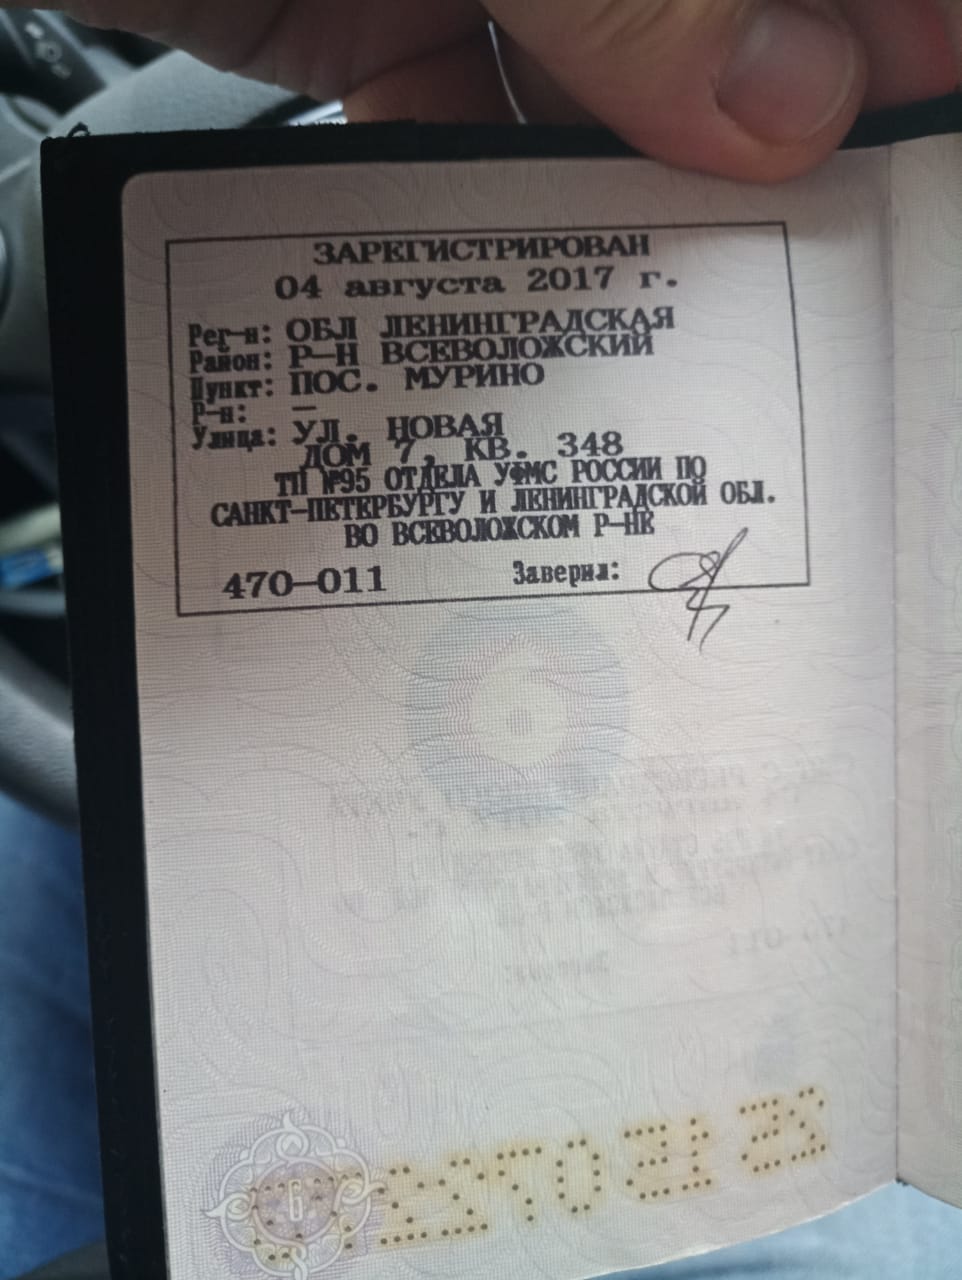 ЗАРЕГИСТРИРОВАН
04 августа 2017 г.
Рег-н: ОБЛ ЛЕНИНГРАДСКАЯ
Район: Р-Н ВСЕВОЛОЖСКИЙ
Пункт: ПОС. МУРИНО
Р-н: –
Улица: УЛ. НОВАЯ
ДОМ 7, КВ. 348
ТП №95 ОТДЕЛА УФМС РОССИИ ПО
САНКТ-ПЕТЕРБУРГУ И ЛЕНИНГРАДСКОЙ ОБЛ.
ВО ВСЕВОЛОЖСКОМ Р-НЕ
470-011 Заверил:
6